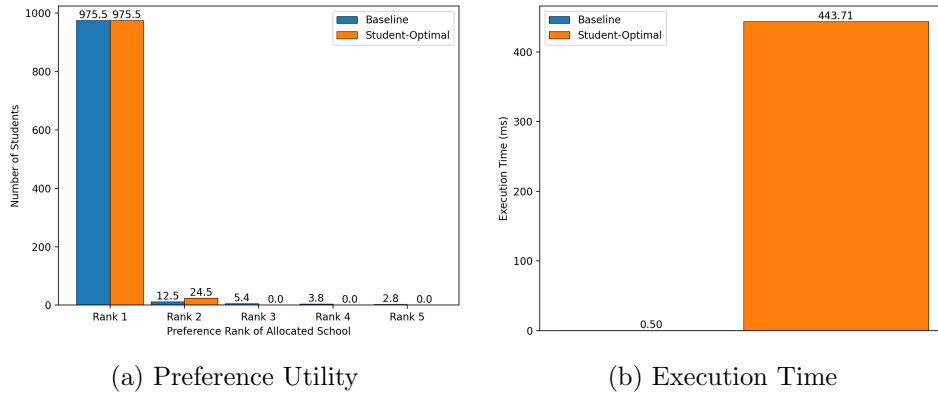 975.5 975.5
1000
Baseline
Student-Optimal
800
600
400
200
0
12.5 24.5
5.4 0.0
3.8 0.0
2.8 0.0
Rank 1 Rank 2 Rank 3 Rank 4 Rank 5
Number of Students
Preference Rank of Allocated School
(a) Preference Utility
443.71
Baseline
Student-Optimal
400
300
200
100
0
0.50
Execution Time (ms)
(b) Execution Time